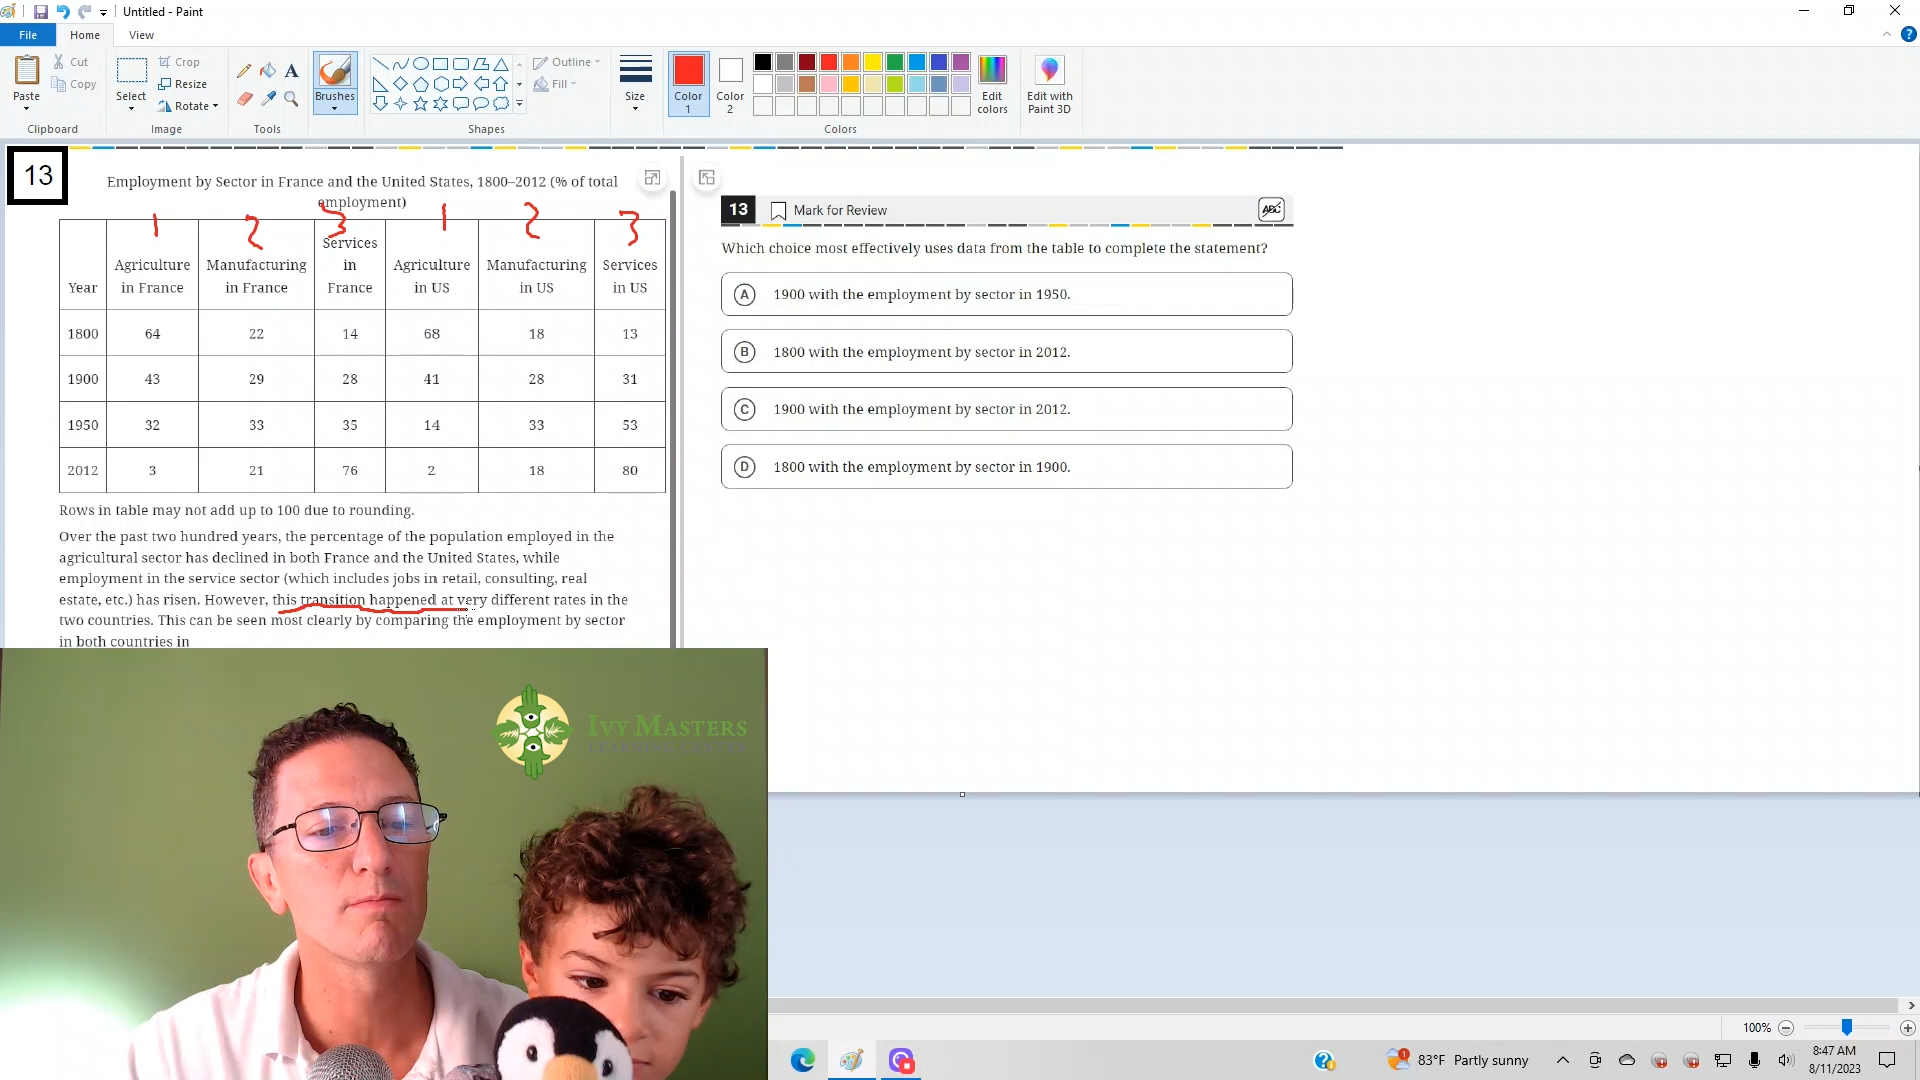 Untitled - Paint
File Home View
Paste
Cut
Copy
Clipboard
Select
Crop
Resize
Rotate
Image
A
Tools
Brushes
Shapes
Outline
Fill
Size
Color 1
Color 2
Edit colors
Colors
Edit with Paint 3D
13
Employment by Sector in France and the United States, 1800–2012 (% of total
employment)
1 2 3 1 2 3
Year
Agriculture in France
Manufacturing in France
Services in France
Agriculture in US
Manufacturing in US
Services in US
1800 64 22 14 68 18 13
1900 43 29 28 41 28 31
1950 32 33 35 14 33 53
2012 3 21 76 2 18 80
Rows in table may not add up to 100 due to rounding.
Over the past two hundred years, the percentage of the population employed in the
agricultural sector has declined in both France and the United States, while
employment in the service sector (which includes jobs in retail, consulting, real
estate, etc.) has risen. However, this transition happened at very different rates in the
two countries. This can be seen most clearly by comparing the employment by sector
in both countries in
13 Mark for Review ABC
Which choice most effectively uses data from the table to complete the statement?
A 1900 with the employment by sector in 1950.
B 1800 with the employment by sector in 2012.
C 1900 with the employment by sector in 2012.
D 1800 with the employment by sector in 1900.
IVY MASTERS
LEARNING CENTER
100%
83°F Partly sunny
8:47 AM
8/11/2023